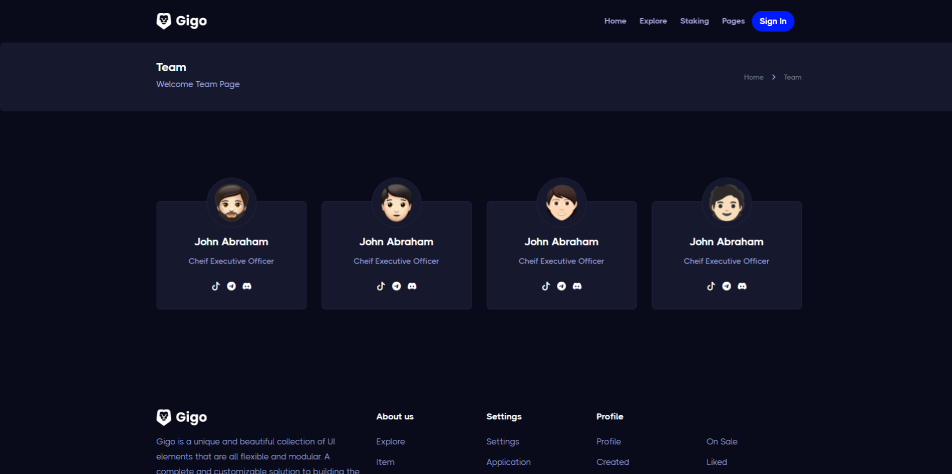 Gigo
Home Explore Staking Pages Sign In
Team
Welcome Team Page
Home > Team
John Abraham
Cheif Executive Officer
John Abraham
Cheif Executive Officer
John Abraham
Cheif Executive Officer
John Abraham
Cheif Executive Officer
Gigo
Gigo is a unique and beautiful collection of UI
elements that are all flexible and modular. A
complete and customizable solution to building the
About us
Explore
Item
Settings
Settings
Application
Profile
Profile
Created
On Sale
Liked